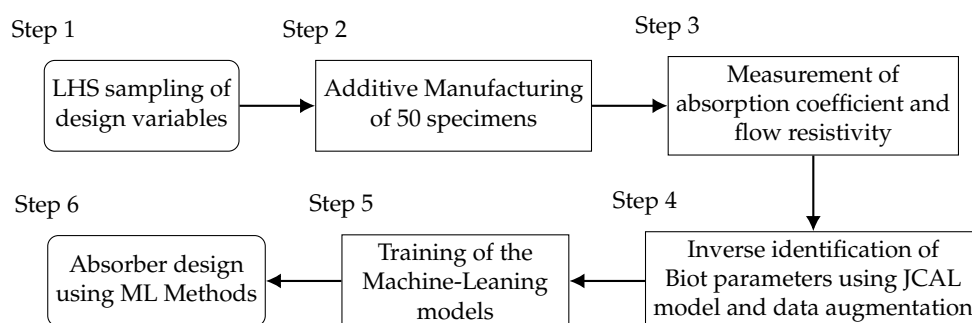 Step 1
LHS sampling of
design variables
Step 2
Additive Manufacturing
of 50 specimens
Step 3
Measurement of
absorption coefficient and
flow resistivity
Step 4
Inverse identification of
Biot parameters using JCAL
model and data augmentation
Step 5
Training of the
Machine-Leaning
models
Step 6
Absorber design
using ML Methods